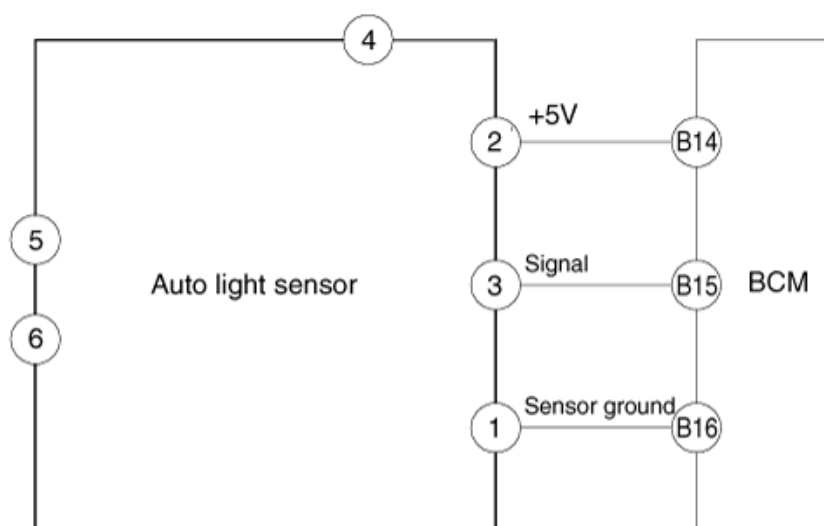 4
+5V
2
B14
5
Signal
Auto light sensor
3
B15
BCM
6
Sensor ground
1
B16